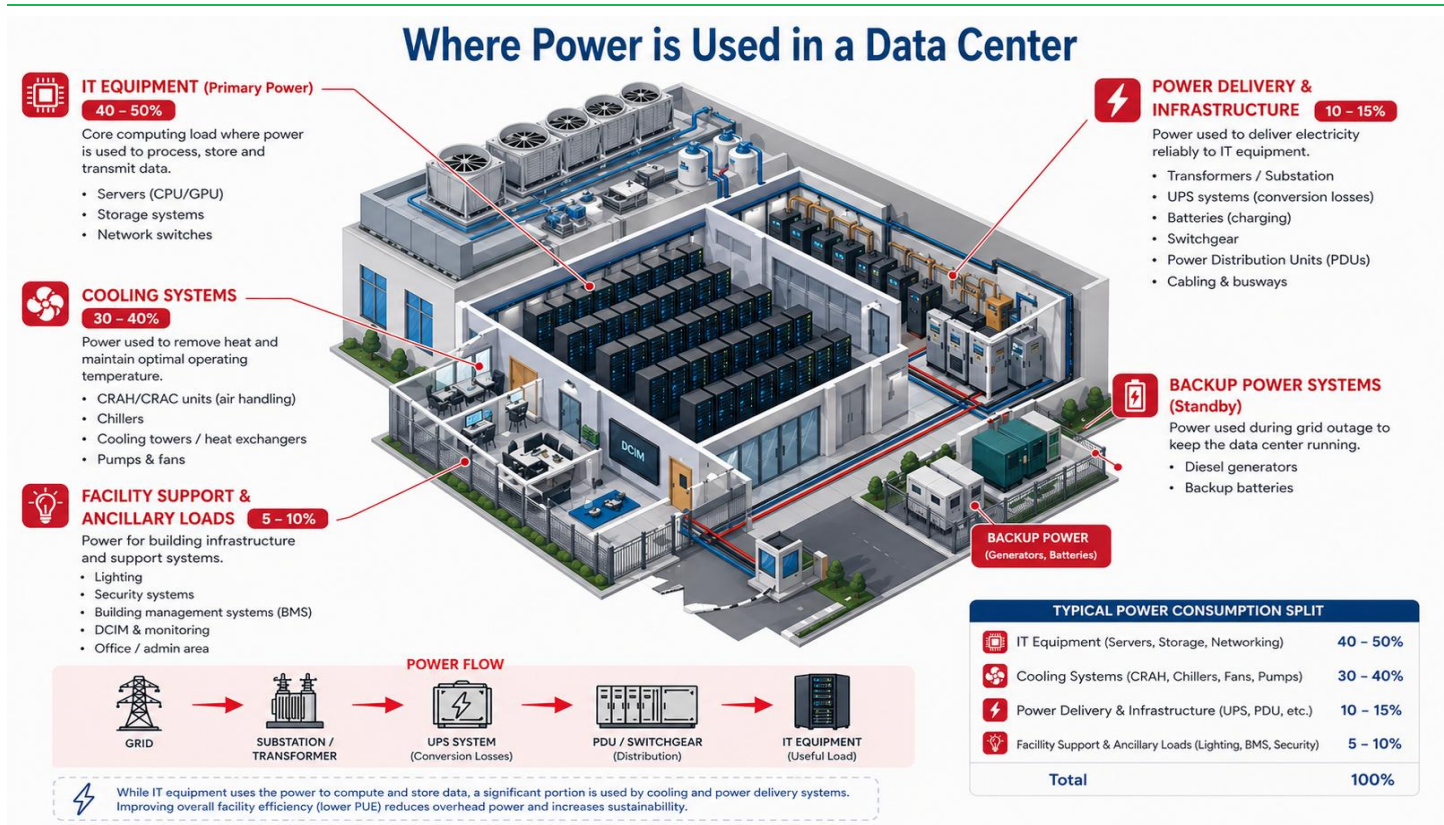 Where Power is Used in a Data Center
IT EQUIPMENT (Primary Power)
40 – 50%
Core computing load where power
is used to process, store and
transmit data.
• Servers (CPU/GPU)
• Storage systems
• Network switches
COOLING SYSTEMS
30 – 40%
Power used to remove heat and
maintain optimal operating
temperature.
• CRAH/CRAC units (air handling)
• Chillers
• Cooling towers / heat exchangers
• Pumps & fans
FACILITY SUPPORT &
ANCILLARY LOADS 5 – 10%
Power for building infrastructure
and support systems.
• Lighting
• Security systems
• Building management systems (BMS)
• DCIM & monitoring
• Office / admin area
DCIM
POWER DELIVERY &
INFRASTRUCTURE 10 – 15%
Power used to deliver electricity
reliably to IT equipment.
• Transformers / Substation
• UPS systems (conversion losses)
• Batteries (charging)
• Switchgear
• Power Distribution Units (PDUs)
• Cabling & busways
BACKUP POWER SYSTEMS
(Standby)
Power used during grid outage to
keep the data center running.
• Diesel generators
• Backup batteries
BACKUP POWER
(Generators, Batteries)
POWER FLOW
GRID
SUBSTATION /
TRANSFORMER
UPS SYSTEM
(Conversion Losses)
PDU / SWITCHGEAR
(Distribution)
IT EQUIPMENT
(Useful Load)
While IT equipment uses the power to compute and store data, a significant portion is used by cooling and power delivery systems.
Improving overall facility efficiency (lower PUE) reduces overhead power and increases sustainabillity.
TYPICAL POWER CONSUMPTION SPLIT
IT Equipment (Servers, Storage, Networking) 40 – 50%
Cooling Systems (CRAH, Chillers, Fans, Pumps) 30 – 40%
Power Delivery & Infrastructure (UPS, PDU, etc.) 10 – 15%
Facillity Support & Ancillary Loads (Lighting, BMS, Security) 5 – 10%
Total 100%